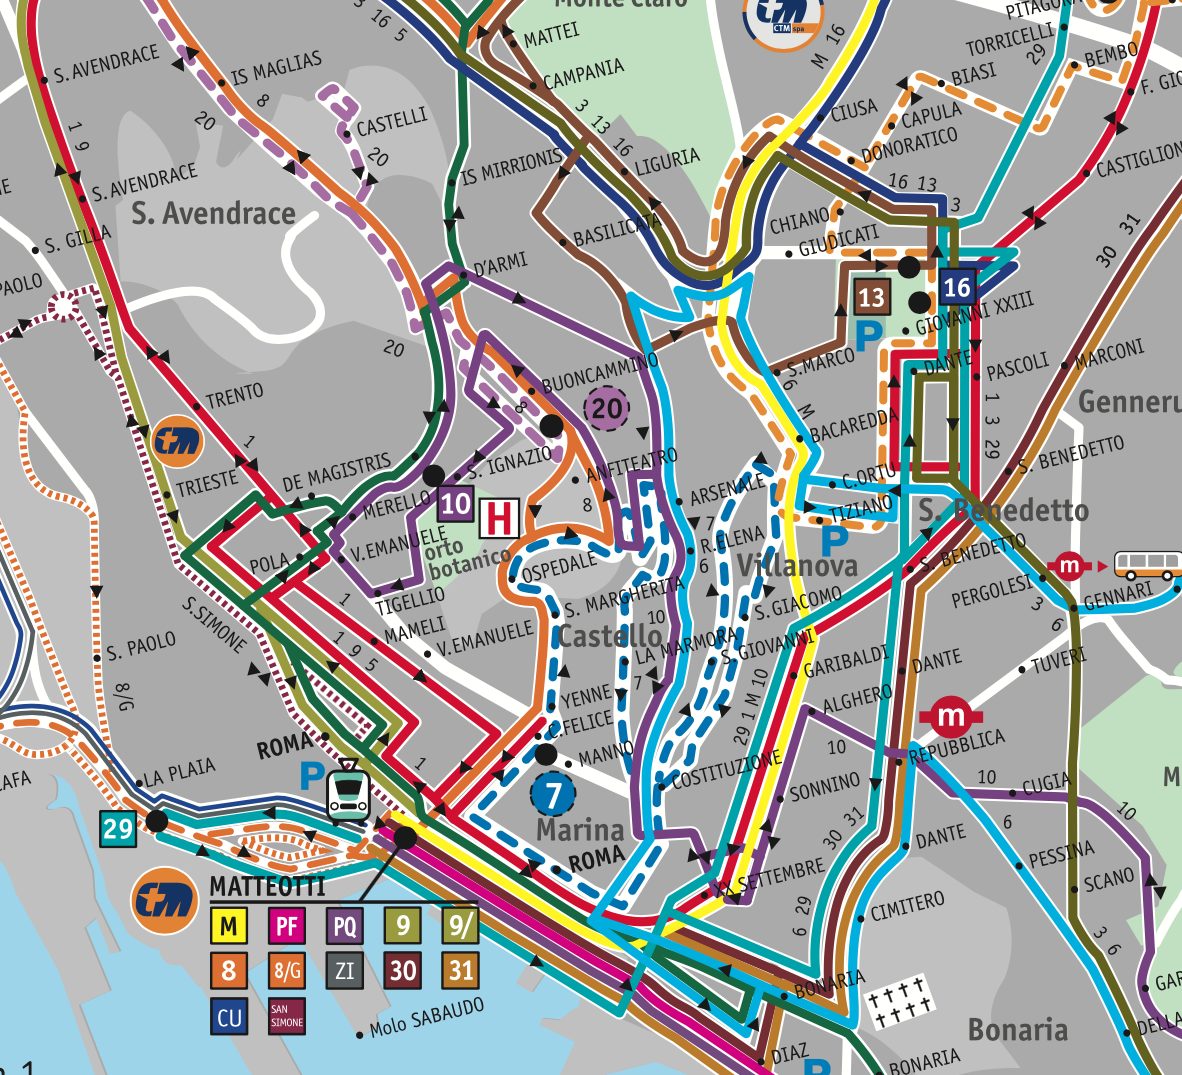 Monte Claro
CTM spa
PITAGORA
MATTEI
3 16 5
M 16
TORRICELLI
29
BEMBO
S. AVENDRACE
IS MAGLIAS
CAMPANIA
BIASI
F. GIO
8
20
CASTELLI
3 13 16
CIUSA
CAPULA
DONORATICO
1 9
20
IS MIRRIONIS
LIGURIA
CASTIGLION
S. AVENDRACE
16 13
3
S. Avendrace
CHIANO
S. GILLA
BASILICATA
GIUDICATI
30 31
PAOLO
D'ARMI
13
16
GIOVANNI XXIII
P
20
BUONCAMMINO
S.MARCO
DANTE
PASCOLI
MARCONI
TRENTO
8
20
6 M
1 3 29
Genneru
tm
1
BACAREDDA
S. BENEDETTO
TRIESTE
DE MAGISTRIS
S. IGNAZIO
ANFITEATRO
ARSENALE
C.ORTU
10
H
MERELLO
8
7
TIZIANO
S. Benedetto
V.EMANUELE
orto
botanico
R.ELENA
P
6
Villanova
S. BENEDETTO
m
POLA
OSPEDALE
PERGOLESI
GENNARI
TIGELLIO
S. MARGHERITA
S.GIACOMO
3
S.SIMONE
1
10
6
MAMELI
Castello
S. GIOVANNI
S. PAOLO
1 9 5
V.EMANUELE
LA MARMORA
GARIBALDI
DANTE
TUVERI
8/G
7
YENNE
29 1 M 10
ALGHERO
m
C.FELICE
ROMA
MANNO
10
REPUBBLICA
LA PLAIA
P
1
COSTITUZIONE
SONNINO
10
CUGIA
10
29
7
Marina
30 31
6
DANTE
PESSINA
ROMA
tm
MATTEOTTI
XX SETTEMBRE
SCANO
M PF PQ 9 9/
6 29
CIMITERO
3 6
8 8/G ZI 30 31
BONARIA
CU SAN SIMONE
Molo SABAUDO
Bonaria
DELLA
DIAZ
BONARIA
P